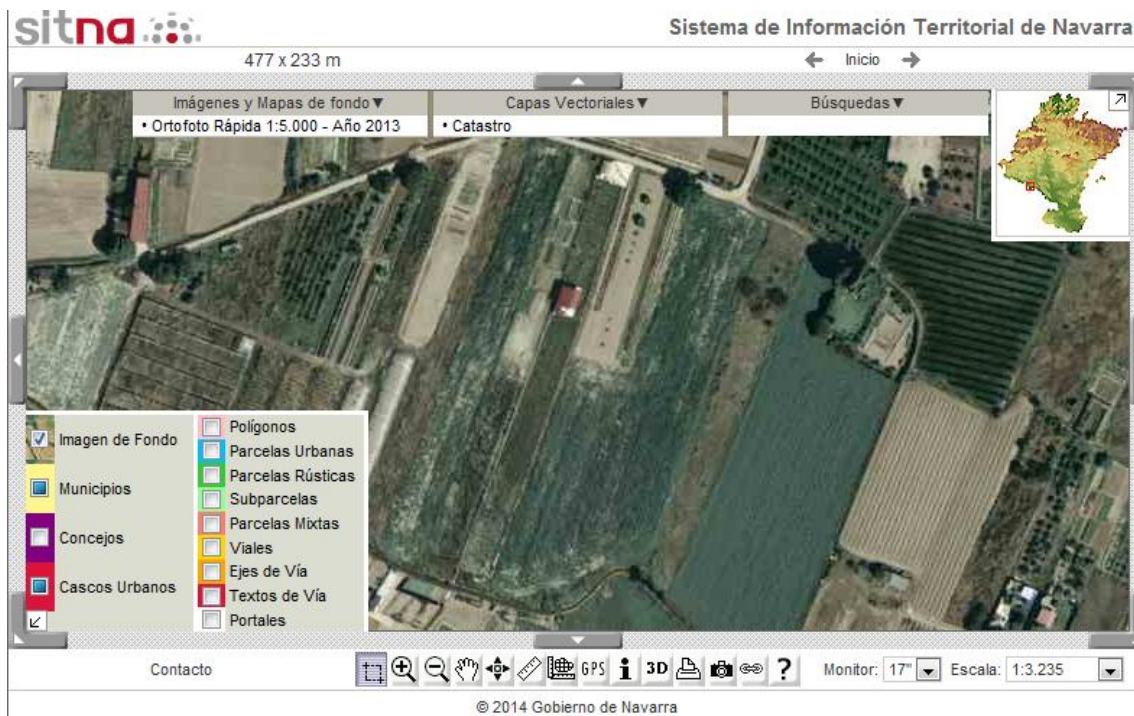 sitna
Sistema de Información Territorial de Navarra
477 x 233 m
Inicio
Imágenes y Mapas de fondo▼
Capas Vectoriales▼
Búsquedas▼
• Ortofoto Rápida 1:5.000 - Año 2013
• Catastro
Imagen de Fondo
Municipios
Concejos
Cascos Urbanos
Polígonos
Parcelas Urbanas
Parcelas Rústicas
Subparcelas
Parcelas Mixtas
Viales
Ejes de Vía
Textos de Vía
Portales
Contacto
GPS
i
3D
?
Monitor: 17"
Escala: 1:3.235
© 2014 Gobierno de Navarra